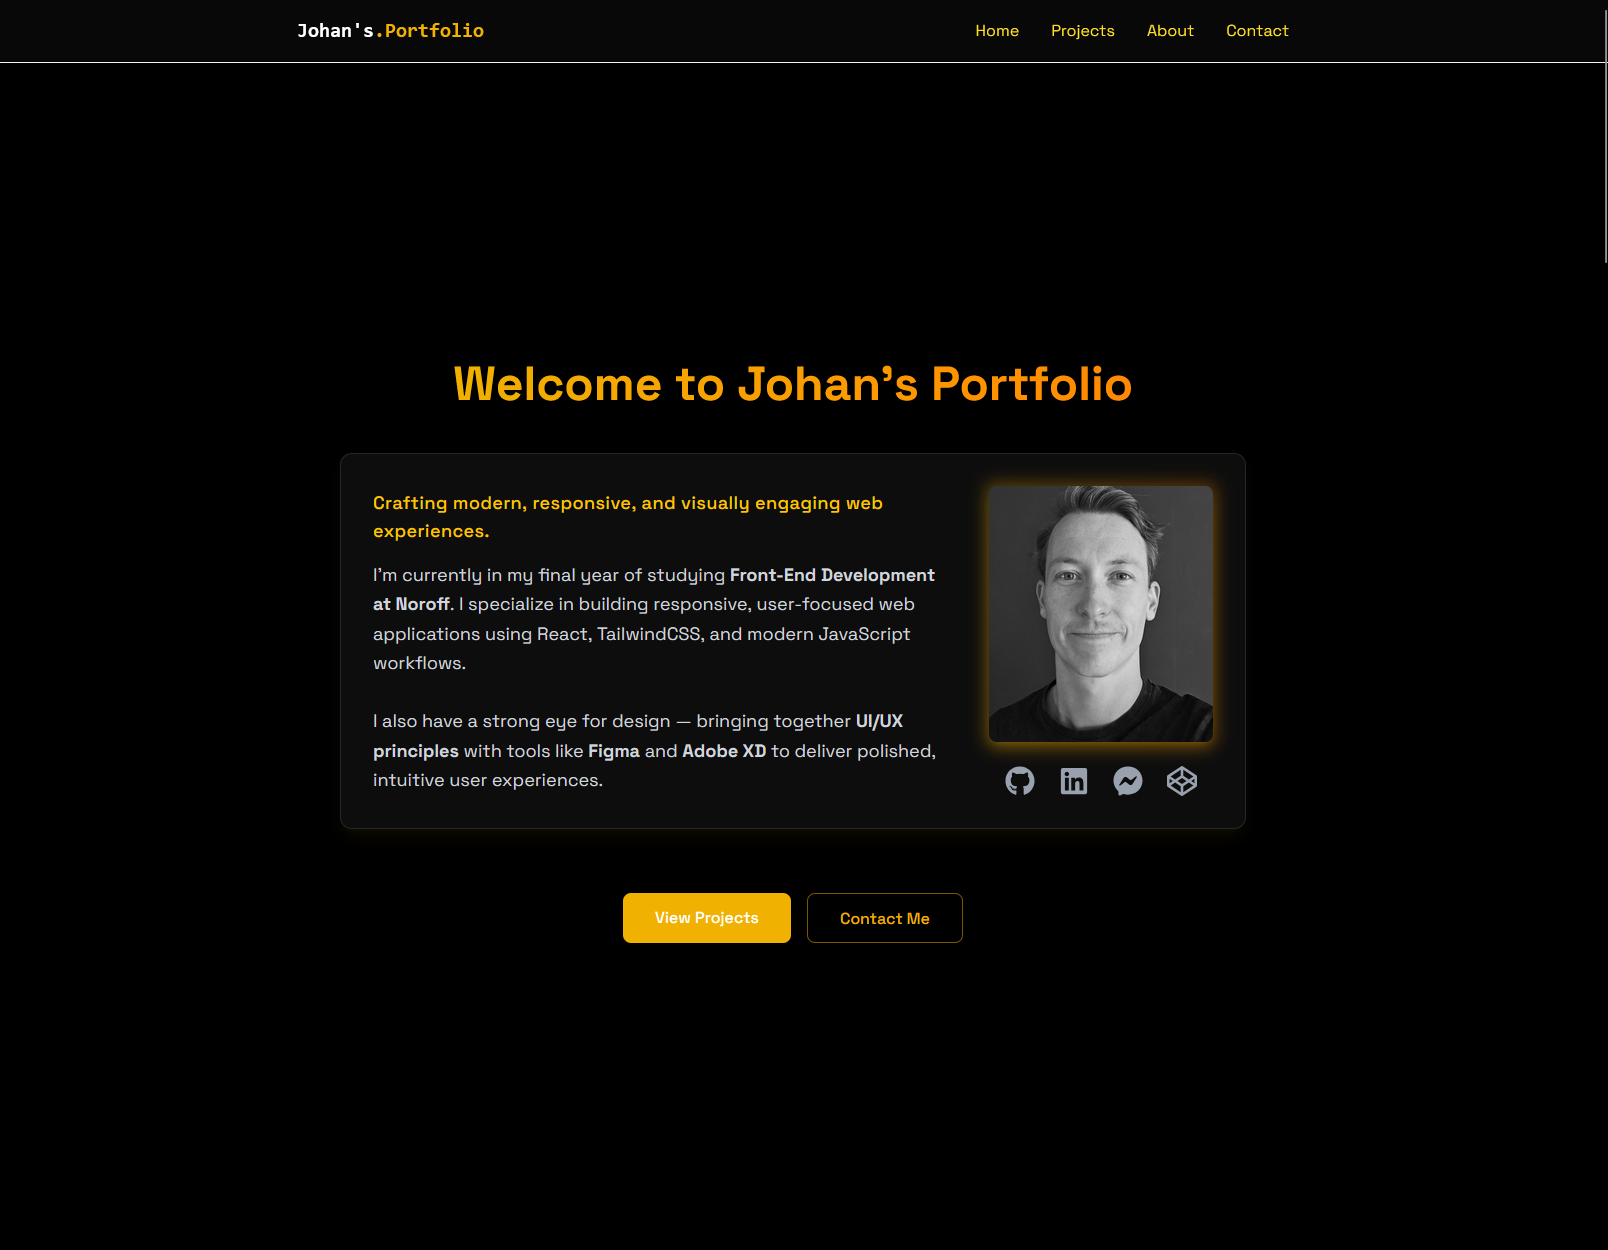 Johan's.Portfolio
Home Projects About Contact
Welcome to Johan's Portfolio
Crafting modern, responsive, and visually engaging web
experiences.
I'm currently in my final year of studying Front-End Development
at Noroff. I specialize in building responsive, user-focused web
applications using React, TailwindCSS, and modern JavaScript
workflows.
I also have a strong eye for design — bringing together UI/UX
principles with tools like Figma and Adobe XD to deliver polished,
intuitive user experiences.
in
View Projects
Contact Me